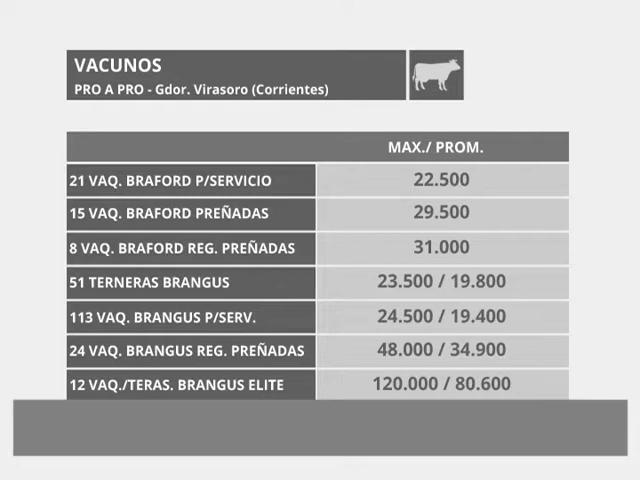 VACUNOS
PRO A PRO - Gdor. Virasoro (Corrientes)
MAX./ PROM.
21 VAQ. BRAFORD P/SERVICIO 22.500
15 VAQ. BRAFORD PREÑADAS 29.500
8 VAQ. BRAFORD REG. PREÑADAS 31.000
51 TERNERAS BRANGUS 23.500 / 19.800
113 VAQ. BRANGUS P/SERV. 24.500 / 19.400
24 VAQ. BRANGUS REG. PREÑADAS 48.000 / 34.900
12 VAQ./TERAS. BRANGUS ELITE 120.000 / 80.600